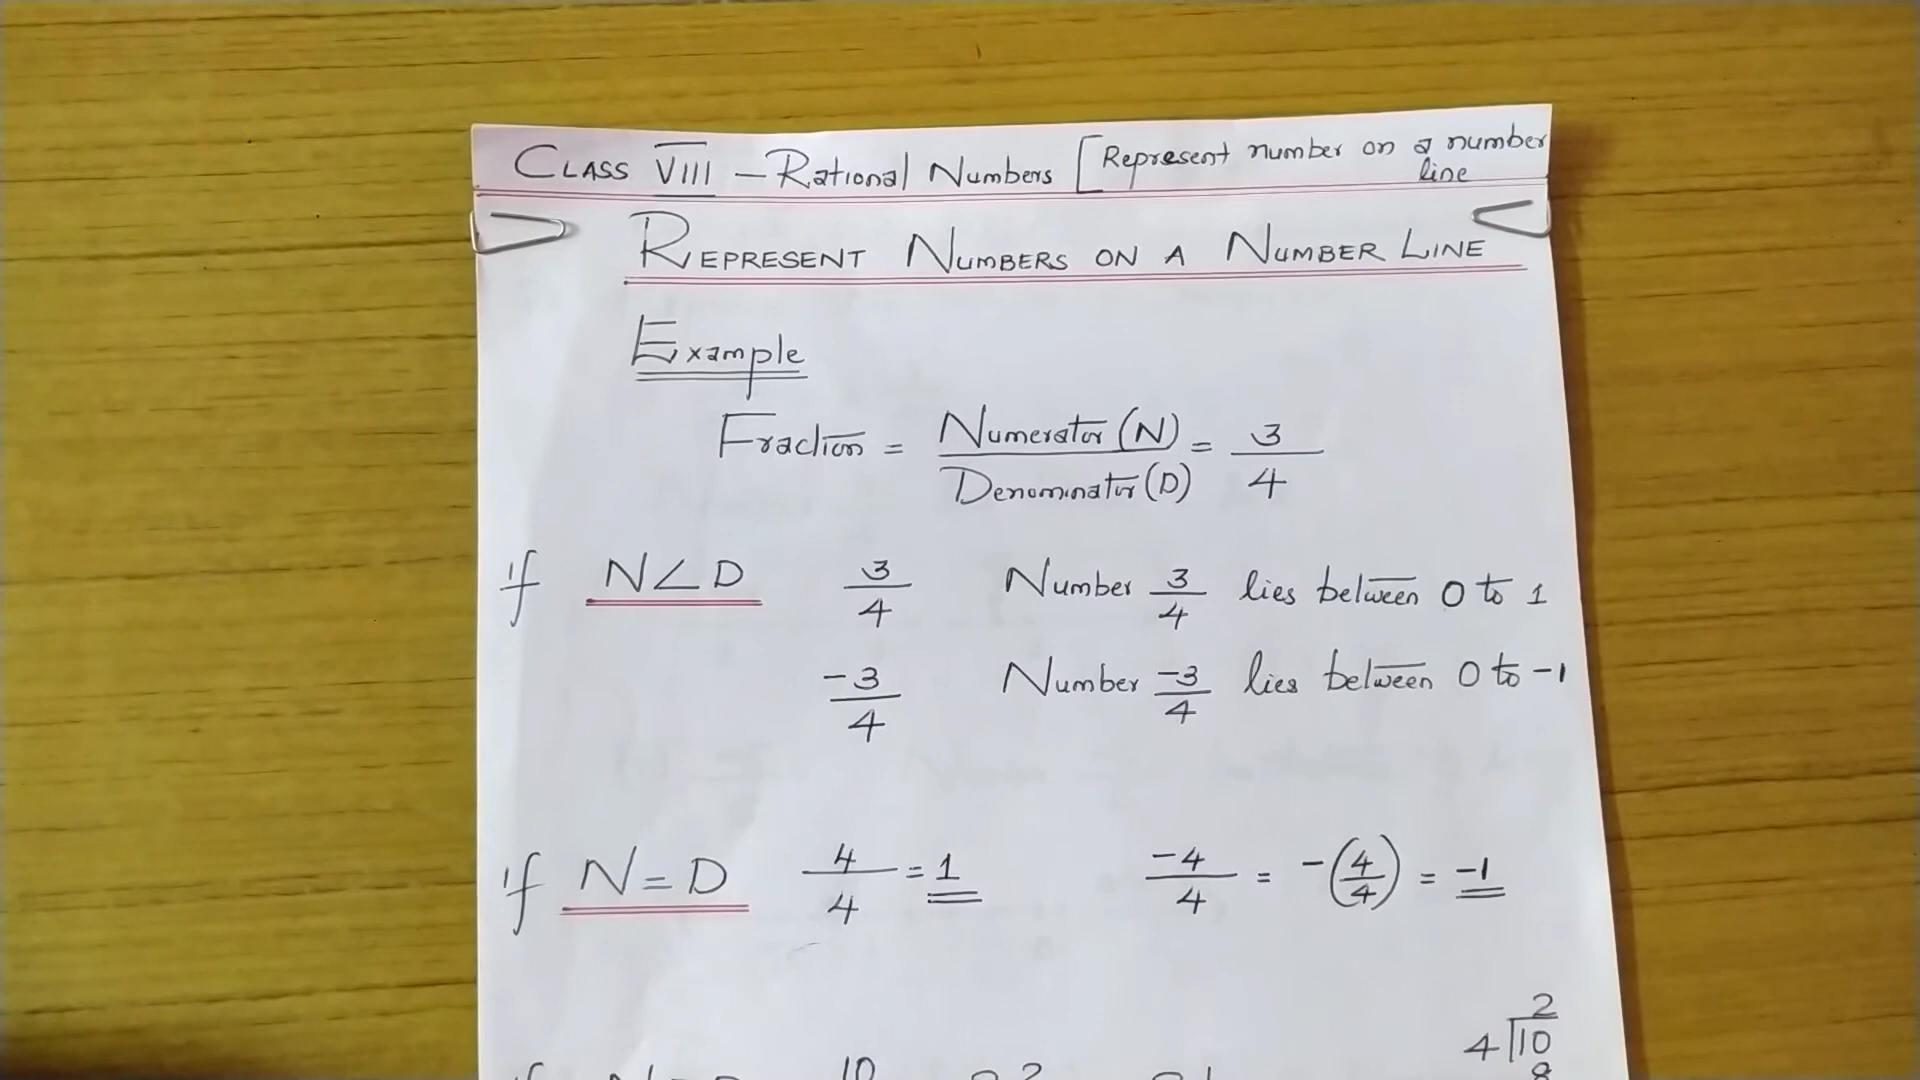 CLASS VIII - Rational Numbers [Represent number on a number line
REPRESENT NUMBERS ON A NUMBER LINE
Example
Fraction = Numerator (N) / Denominator (D) = 3/4
if N<D 3/4 Number 3/4 lies between 0 to 1
-3/4 Number -3/4 lies between 0 to -1
if N=D 4/4 = 1 -4/4 = -(4/4) = -1
2
4|10
8
10